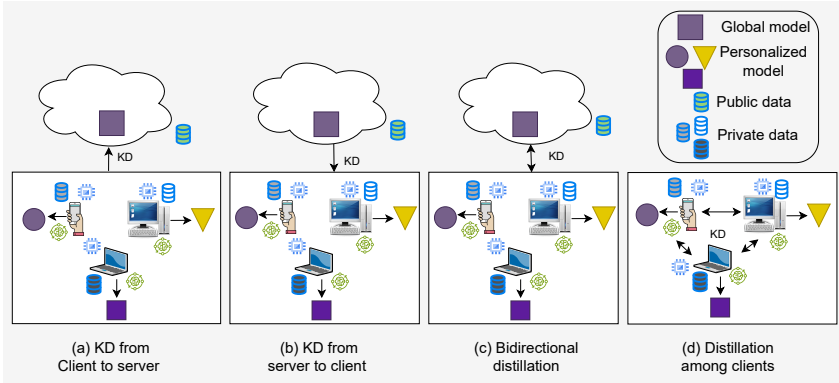 Global model
Personalized
model
Public data
Private data
KD
KD
KD
KD
(a) KD from
Client to server
(b) KD from
server to client
(c) Bidirectional
distillation
(d) Distillation
among clients